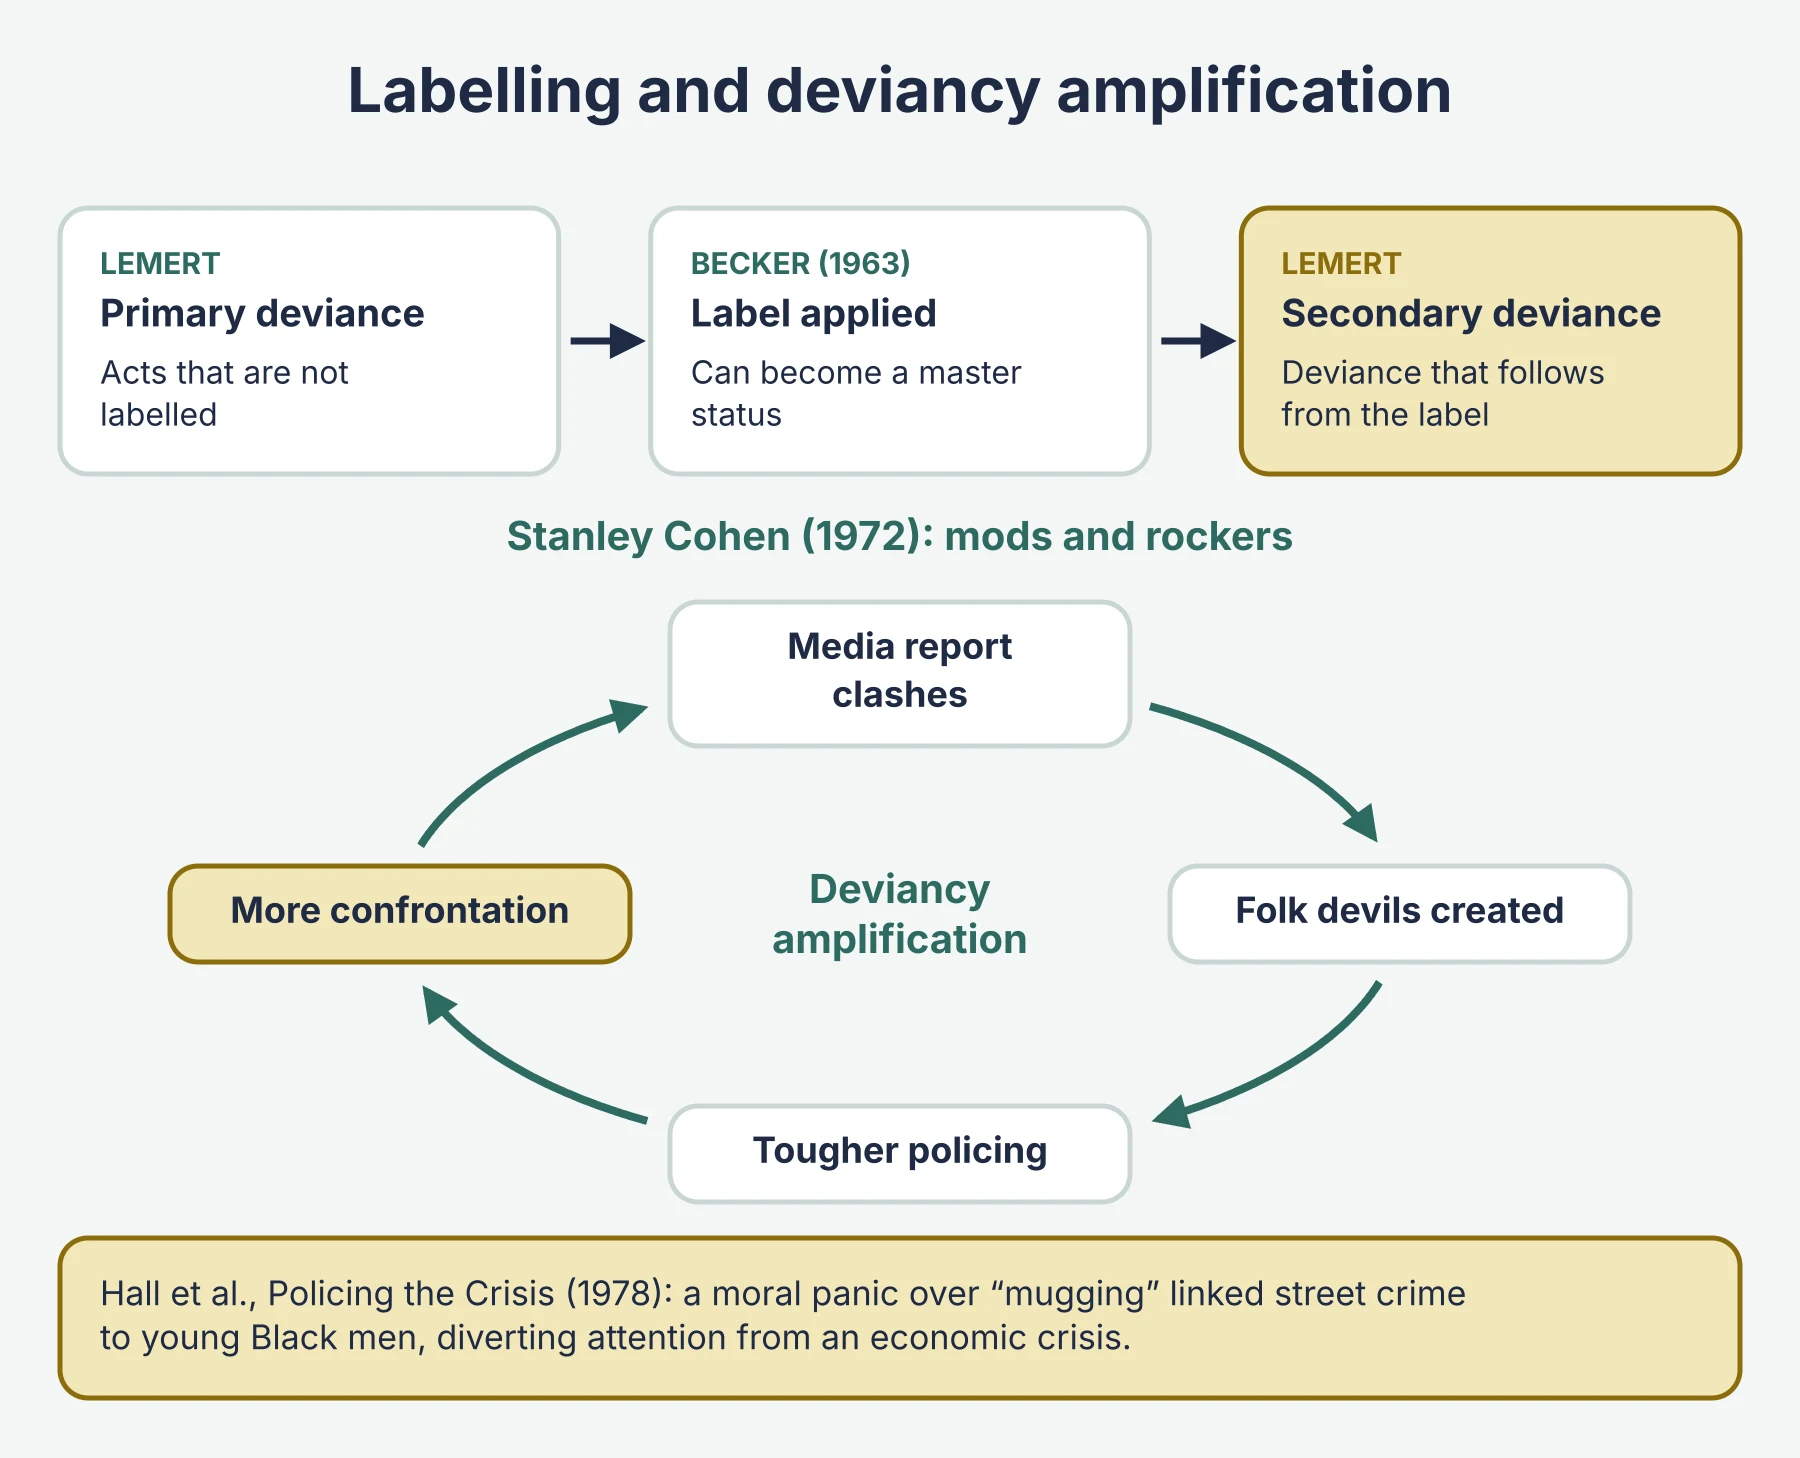 Labelling and deviancy amplification
LEMERT
Primary deviance
Acts that are not
labelled
BECKER (1963)
Label applied
Can become a master
status
LEMERT
Secondary deviance
Deviance that follows
from the label
Stanley Cohen (1972): mods and rockers
Media report
clashes
Folk devils created
Tougher policing
More confrontation
Deviancy
amplification
Hall et al., Policing the Crisis (1978): a moral panic over “mugging” linked street crime
to young Black men, diverting attention from an economic crisis.